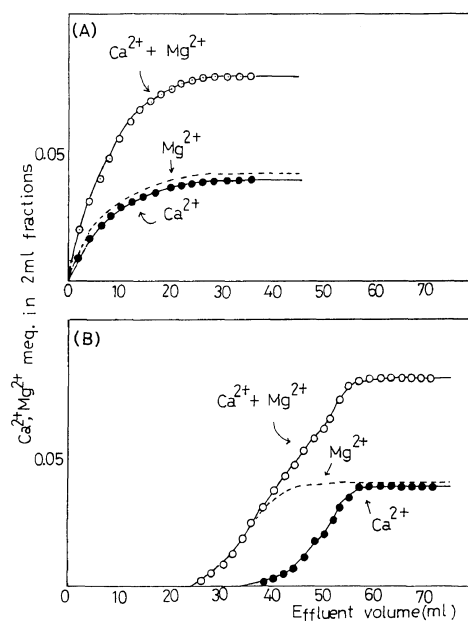 (A)
Ca²⁺ + Mg²⁺
Mg²⁺
Ca²⁺
0.05
0 10 20 30 40 50 60 70
Ca²⁺, Mg²⁺ meq. in 2ml fractions
(B)
Ca²⁺ + Mg²⁺
Mg²⁺
Ca²⁺
0.05
0 10 20 30 40 50 60 70
Effluent volume(ml)